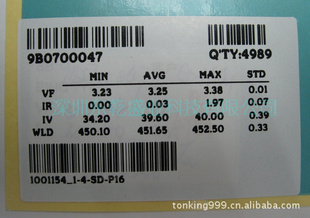 9B0700047 Q'TY:4989
MIN AVG MAX STD
VF 3.23 3.25 3.38 0.01
IR 0.00 0.03 1.97 0.07
IV 34.20 39.60 40.00 0.39
WLD 450.10 451.65 452.50 0.33
1001154_1-4-SD-P16
tonking999.cn.alibaba.com